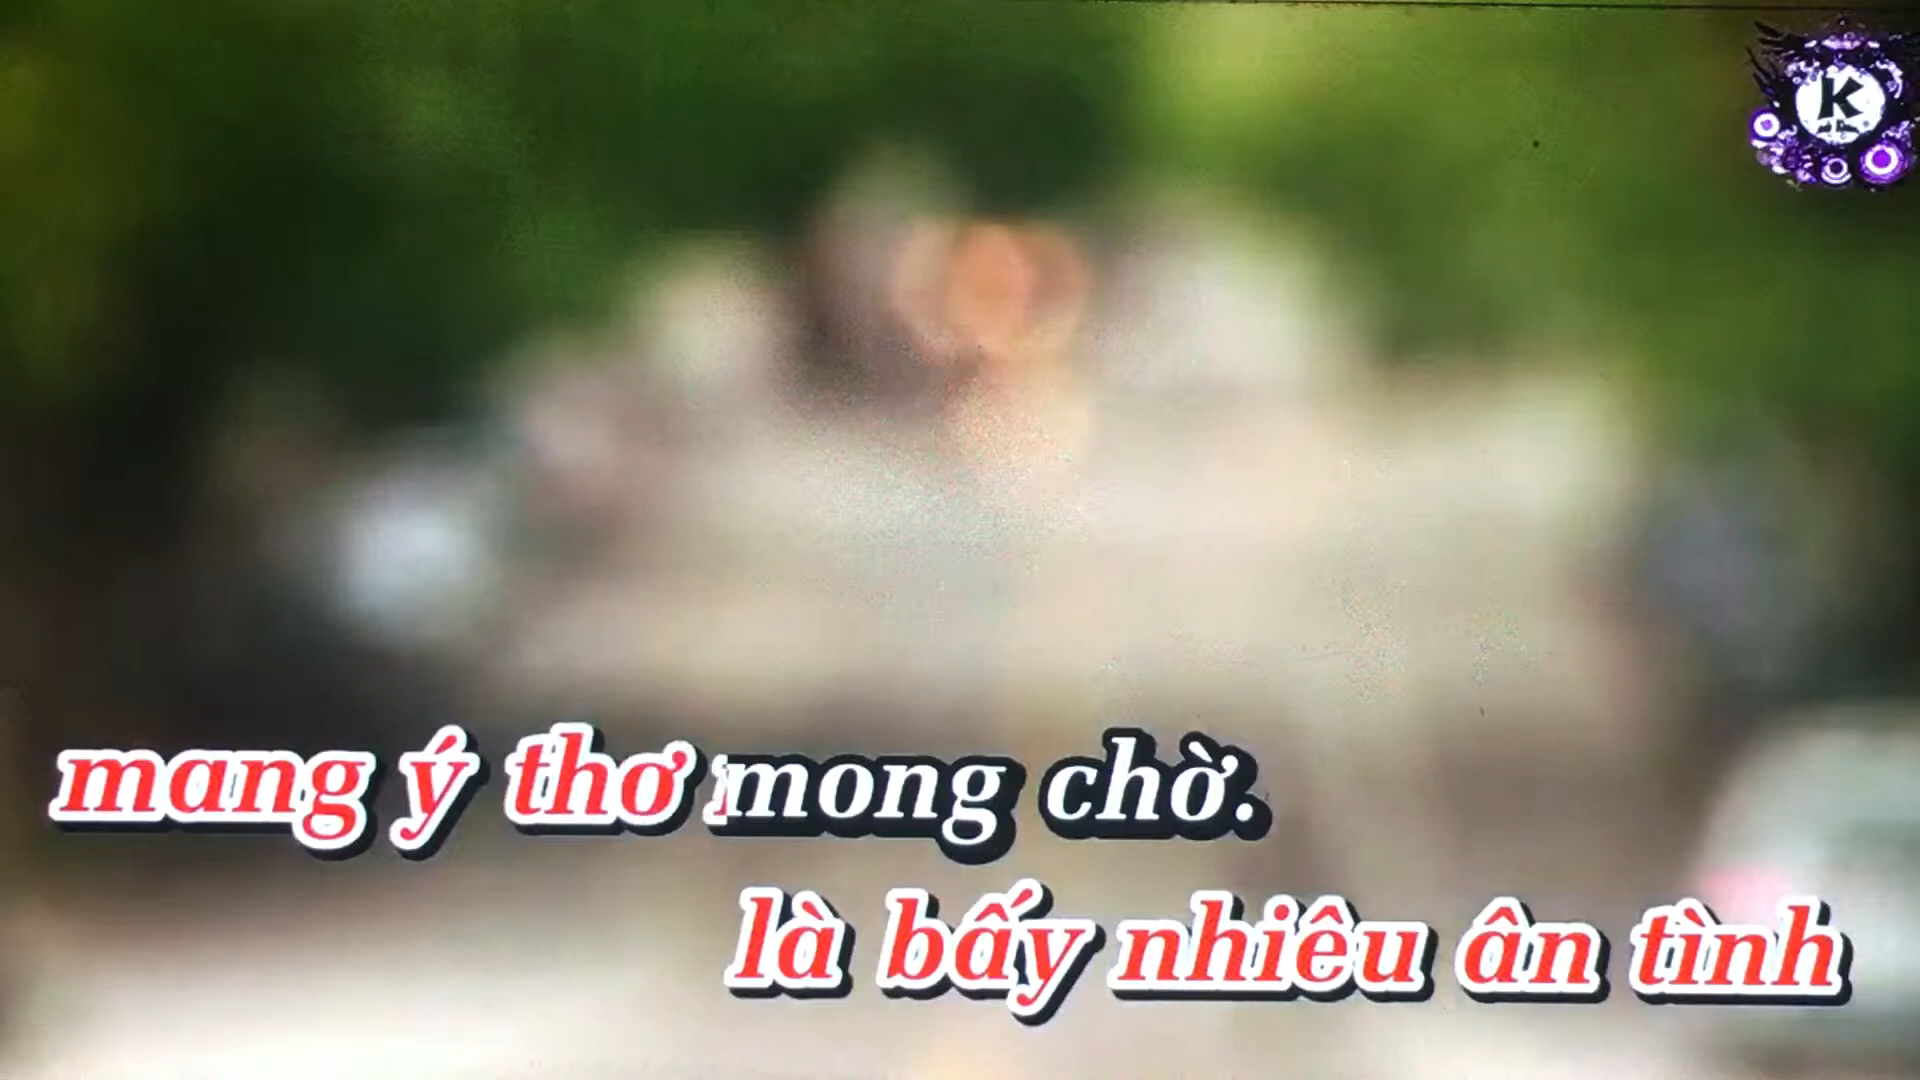 K
mang ý thơ mong chờ.
là bấy nhiêu ân tình